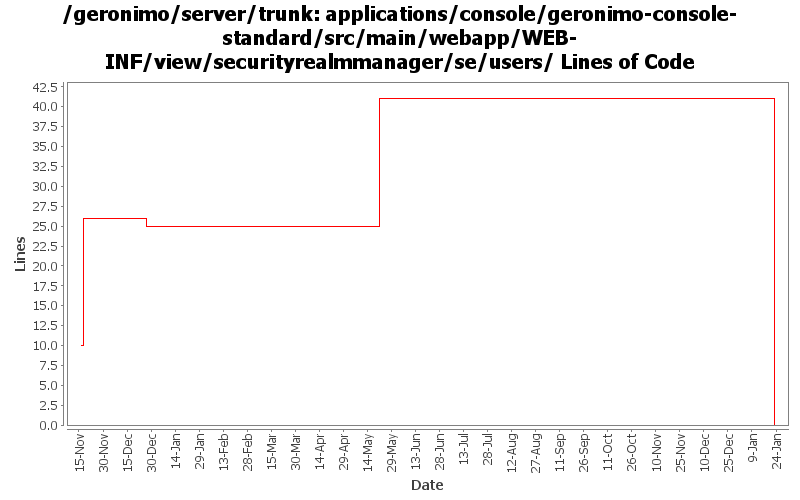 /geronimo/server/trunk: applications/console/geronimo-console-
standard/src/main/webapp/WEB-
INF/view/securityrealmmanager/se/users/ Lines of Code
42.5
40.0
37.5
35.0
32.5
30.0
27.5
25.0
22.5
20.0
17.5
15.0
12.5
10.0
7.5
5.0
2.5
0.0
Lines
15-Nov
30-Nov
15-Dec
30-Dec
14-Jan
29-Jan
13-Feb
28-Feb
15-Mar
30-Mar
14-Apr
29-Apr
14-May
29-May
13-Jun
28-Jun
13-Jul
28-Jul
12-Aug
27-Aug
11-Sep
26-Sep
11-Oct
26-Oct
10-Nov
25-Nov
10-Dec
25-Dec
9-Jan
24-Jan
Date